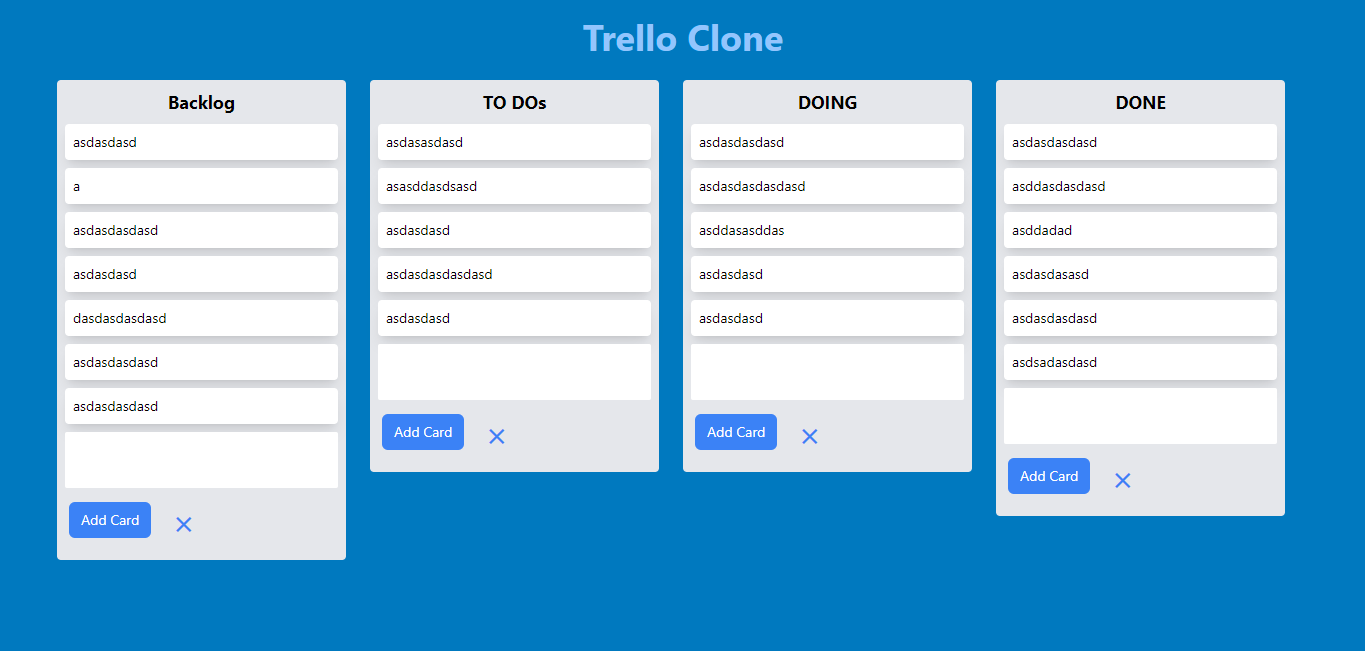 Trello Clone
Backlog
asdasdasd
a
asdasdasdasd
asdasdasd
dasdasdasdasd
asdasdasdasd
asdasdasdasd
Add Card
TO DOs
asdasasdasd
asasddasdsasd
asdasdasd
asdasdasdasdasd
asdasdasd
Add Card
DOING
asdasdasdasd
asdasdasdasdasd
asddasasddas
asdasdasd
asdasdasd
Add Card
DONE
asdasdasdasd
asddasdasdasd
asddadad
asdasdasasd
asdasdasdasd
asdsadasdasd
Add Card